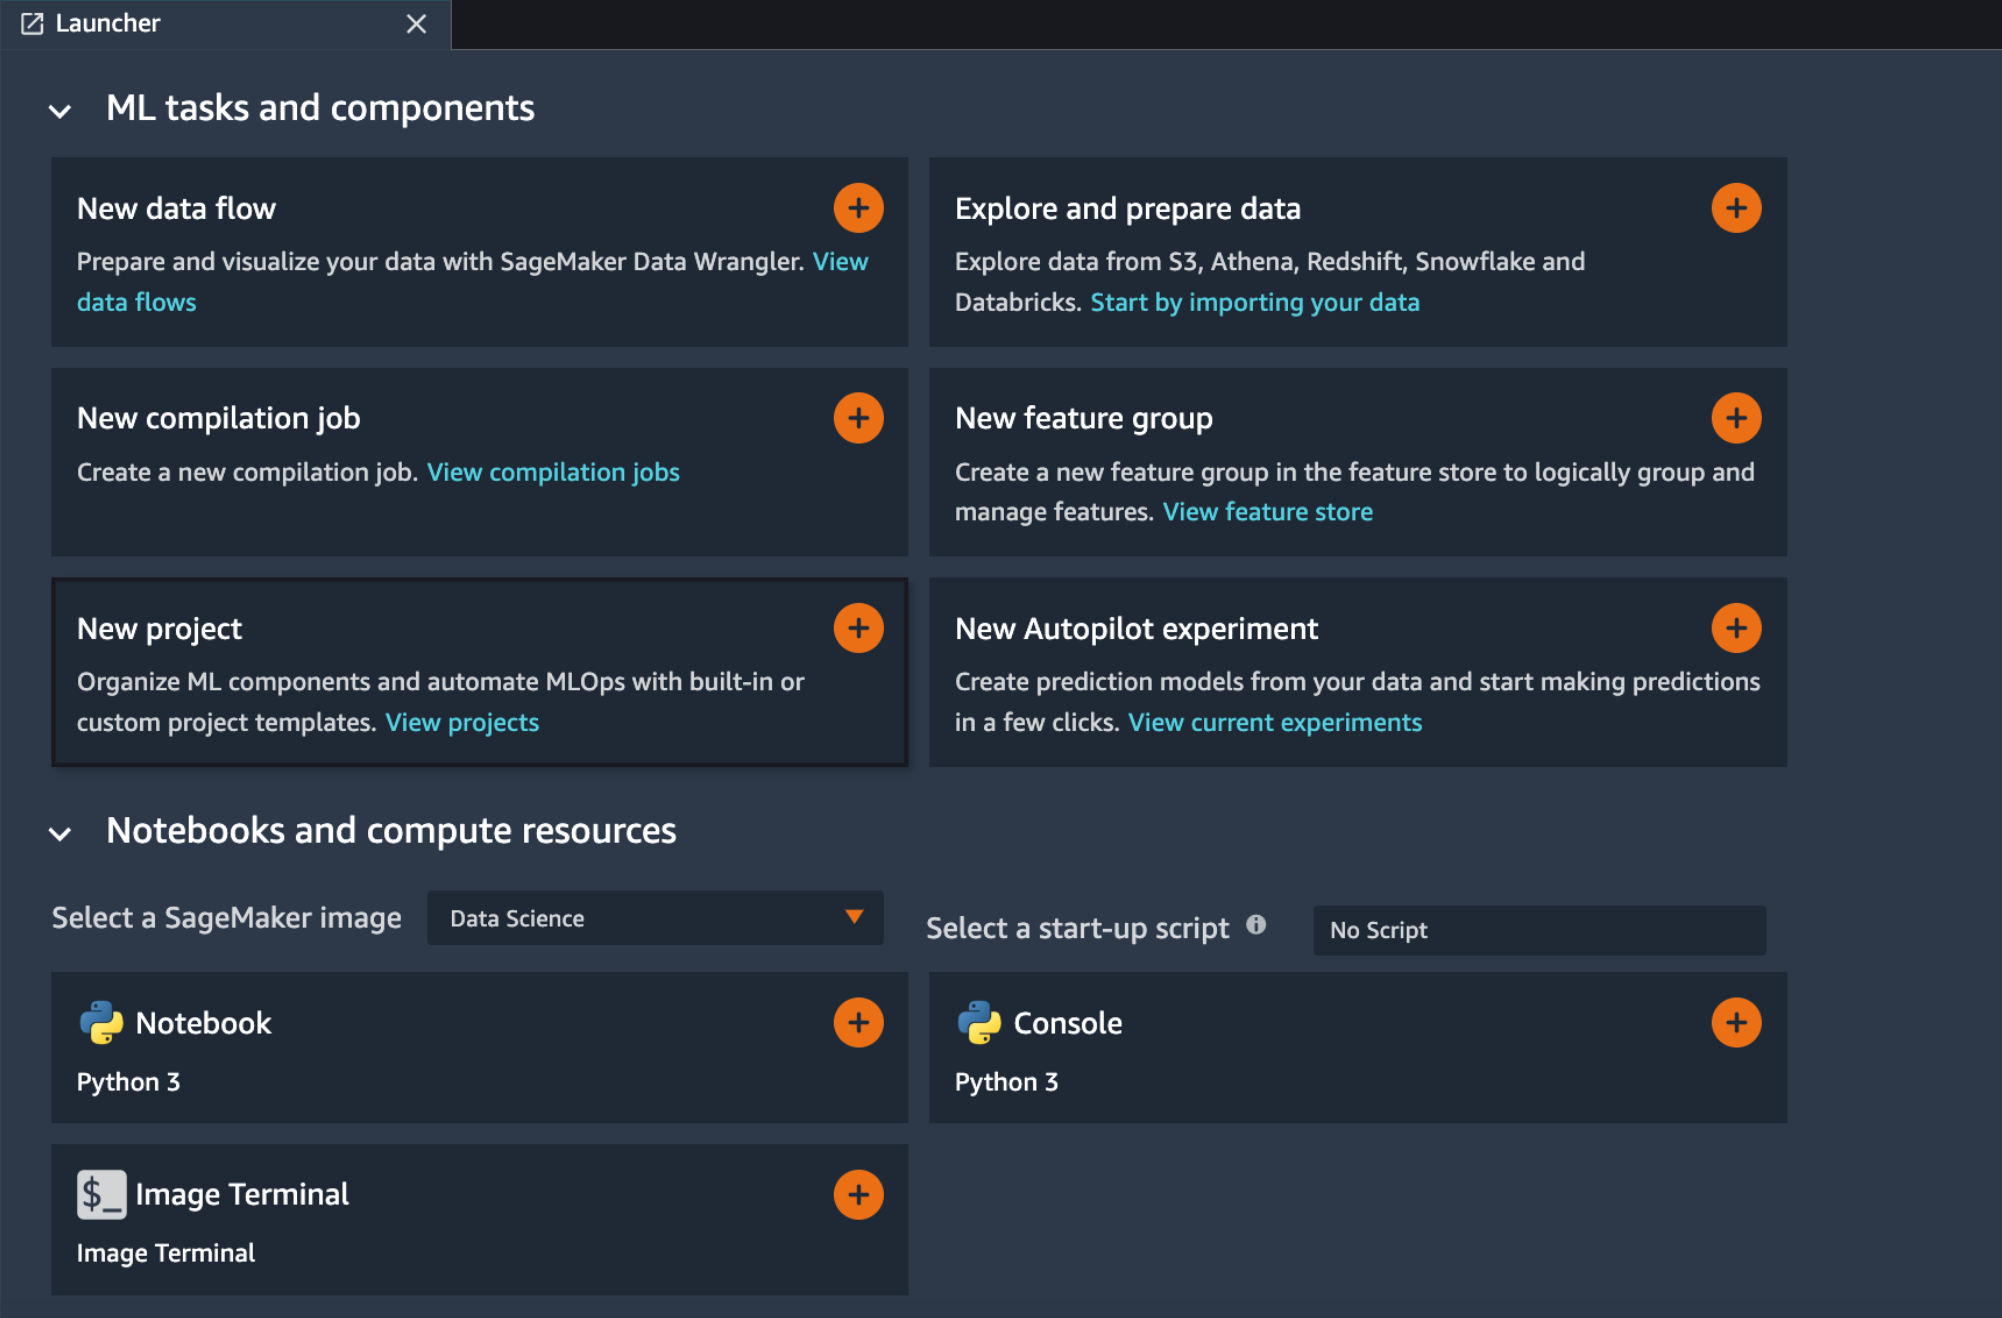 Launcher
ML tasks and components
New data flow
Prepare and visualize your data with SageMaker Data Wrangler. View
data flows
Explore and prepare data
Explore data from S3, Athena, Redshift, Snowflake and
Databricks. Start by importing your data
New compilation job
Create a new compilation job. View compilation jobs
New feature group
Create a new feature group in the feature store to logically group and
manage features. View feature store
New project
Organize ML components and automate MLOps with built-in or
custom project templates. View projects
New Autopilot experiment
Create prediction models from your data and start making predictions
in a few clicks. View current experiments
Notebooks and compute resources
Select a SageMaker image
Data Science
Select a start-up script
No Script
Notebook
Python 3
Console
Python 3
$_ Image Terminal
Image Terminal